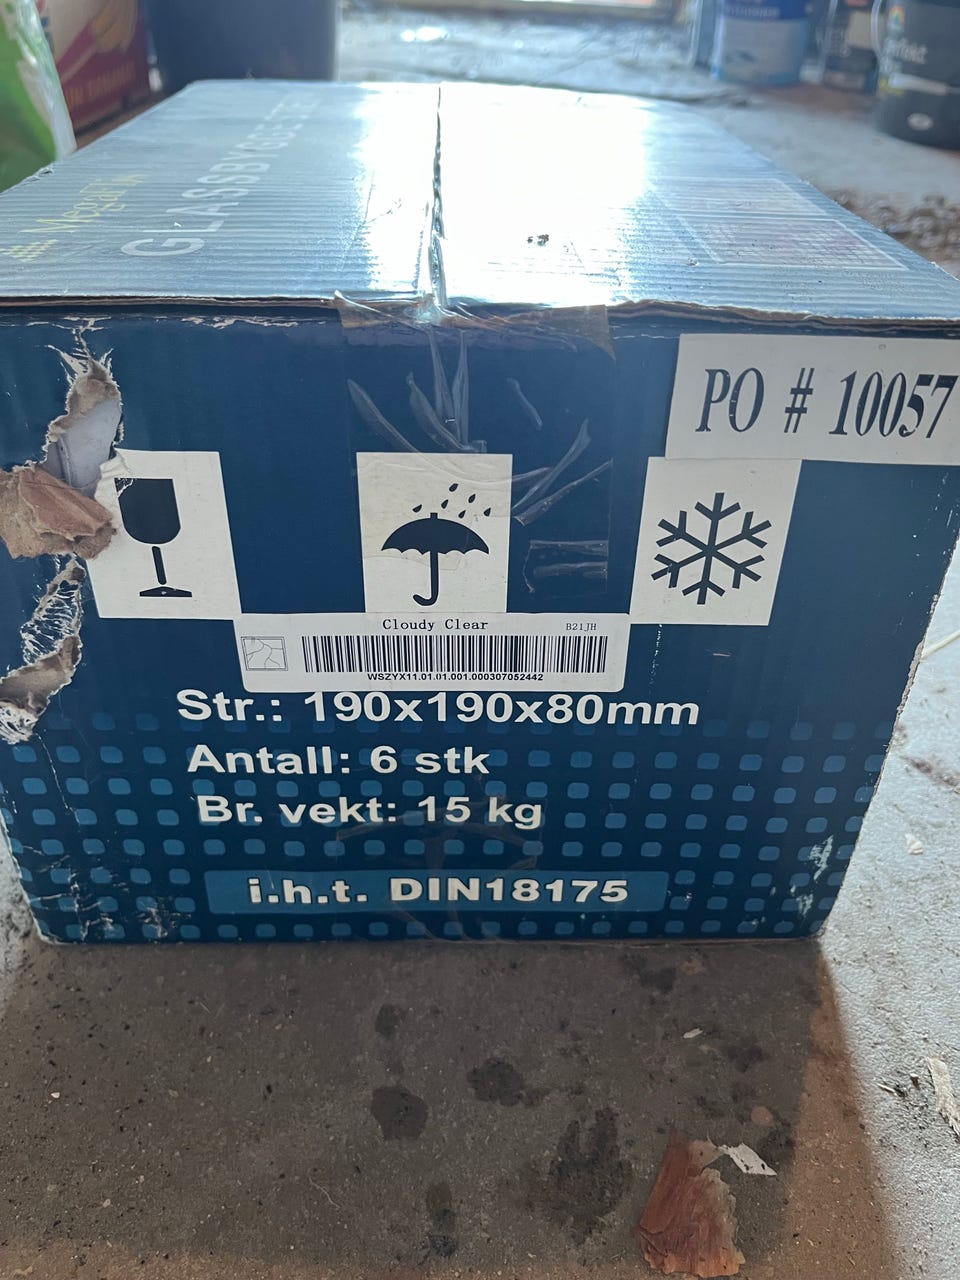 PO # 10057
Cloudy Clear
B21JH
WSZYX11.01.01.001.000307052442
Str.: 190x190x80mm
Antall: 6 stk
Br. vekt: 15 kg
i.h.t. DIN18175